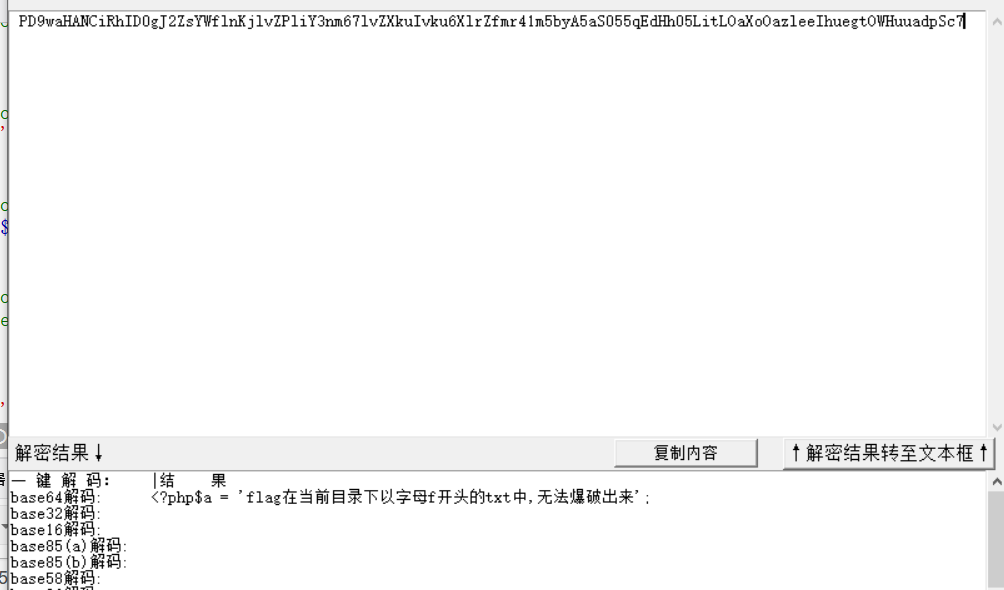 PD9waHANCiRhID0gJ2ZsYWflnKjlvZPliY3nm67lvZXkuIvku6XlrZfmr41m5byA5aS055qEdHh05LitLOaXoOazleeIhuegtOWHuuadpSc7
解密结果↓ 复制内容 ↑解密结果转至文本框↑
一 键 解 码: |结 果
base64解码: <?php$a = 'flag在当前目录下以字母f开头的txt中,无法爆破出来';
base32解码:
base16解码:
base85(a)解码:
base85(b)解码:
base58解码: